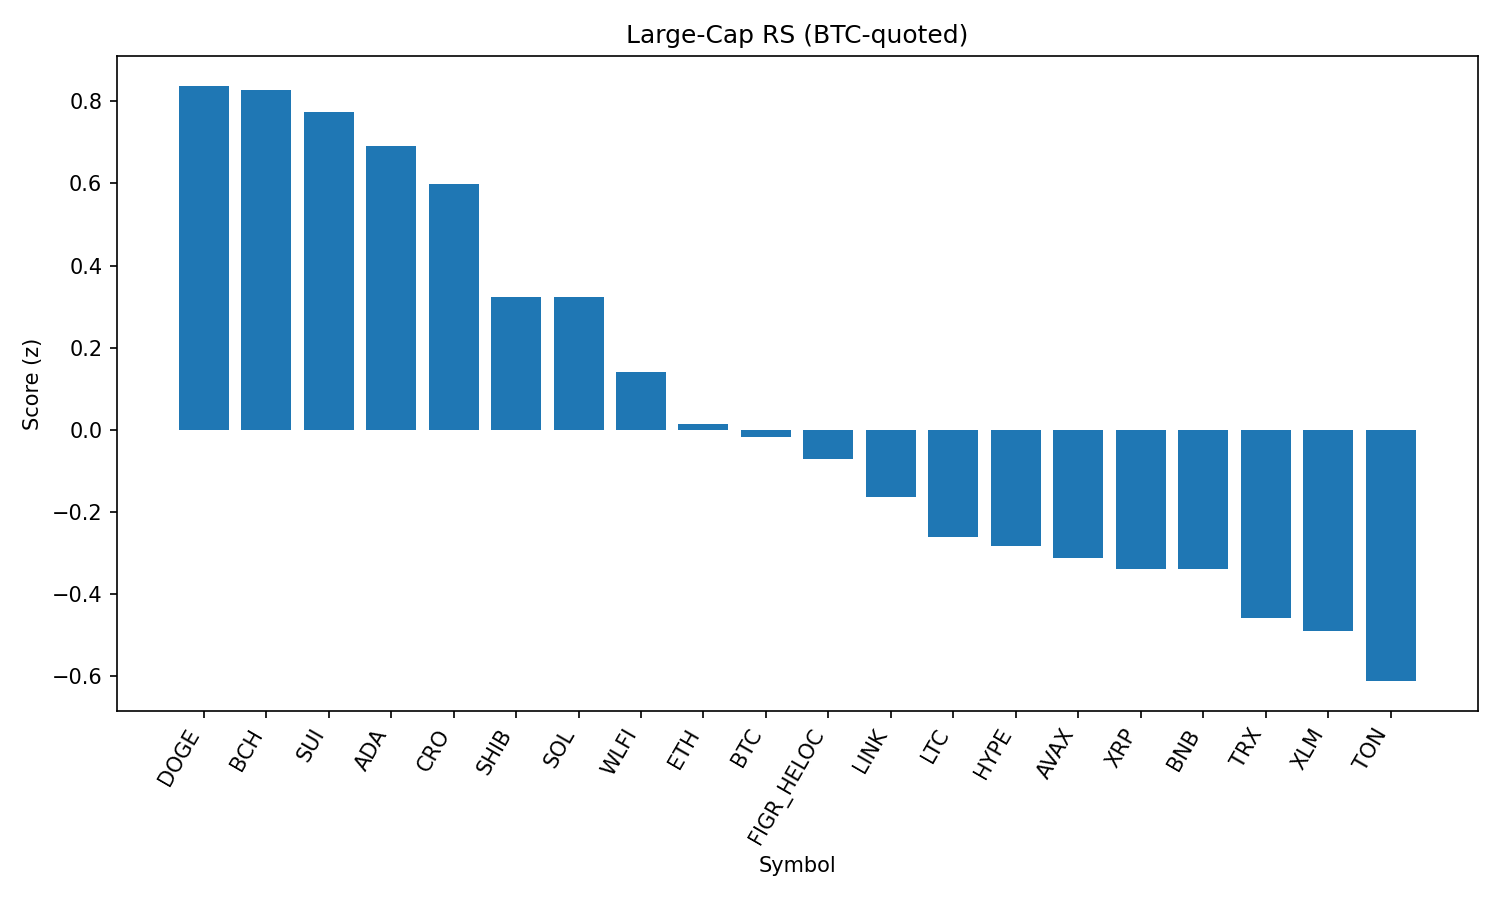 Large-Cap RS (BTC-quoted)
Score (z)
0.8
0.6
0.4
0.2
0.0
−0.2
−0.4
−0.6
DOGE
BCH
SUI
ADA
CRO
SHIB
SOL
WLFI
ETH
BTC
FIGR_HELOC
LINK
LTC
HYPE
AVAX
XRP
BNB
TRX
XLM
TON
Symbol